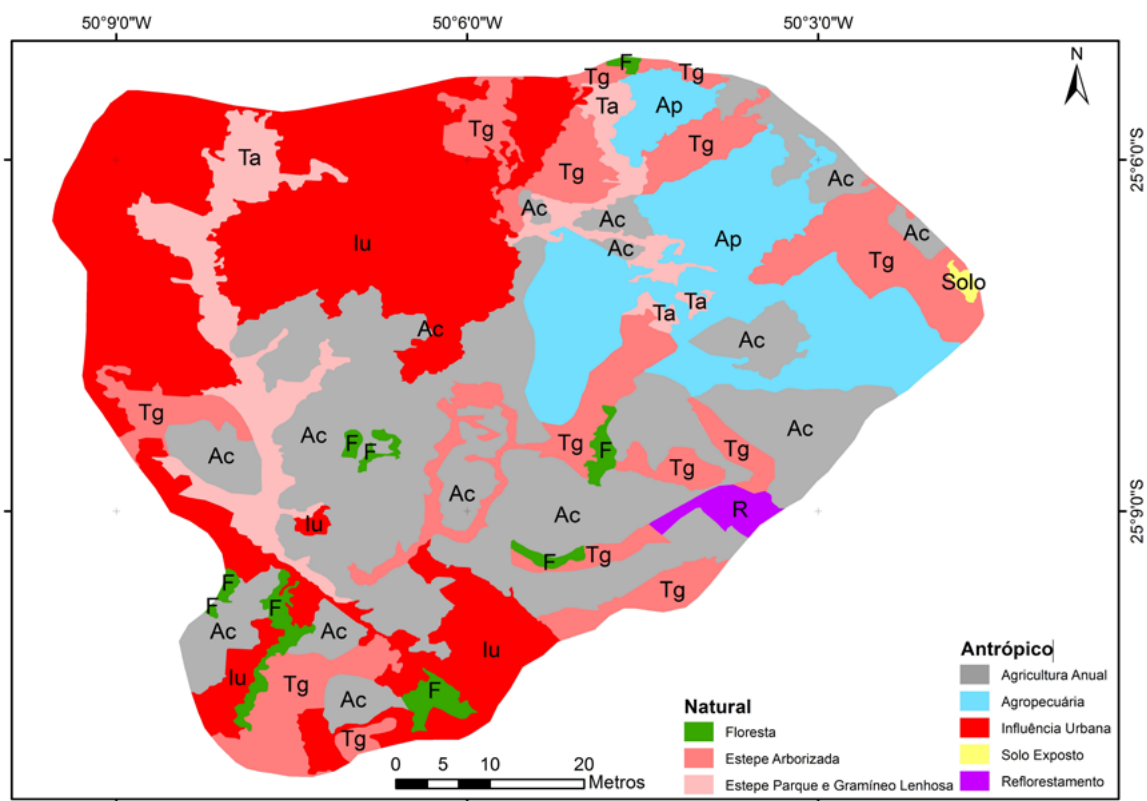 50°9'0"W 50°6'0"W 50°3'0"W
N
F
Tg Tg
Ta Ap
Tg Tg
25°6'0"S
Ta Tg
Ac
Ac Ac
Iu Ac Ap Ac
Tg
Solo
Ta Ta
Ac Ac
Tg
Ac Ac
Tg F Tg
F F
Ac Tg
Ac
R
Iu Ac
25°9'0"S
F Tg
F
F F Tg
Ac Ac
Iu
Iu Tg F
Ac
Tg
Natural
Floresta
Estepe Arborizada
Estepe Parque e Gramíneo Lenhosa
Antrópico
Agricultura Anual
Agropecuária
Influência Urbana
Solo Exposto
Reflorestamento
0 5 10 20
Metros